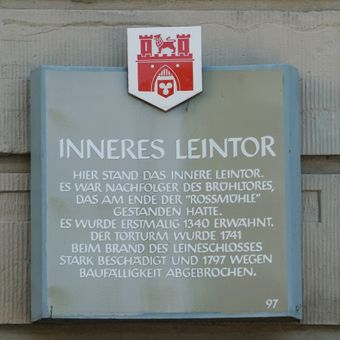 INNERES LEINTOR
HIER STAND DAS INNERE LEINTOR.
ES WAR NACHFOLGER DES BRÜHLTORES,
DAS AM ENDE DER "ROSSMÜHLE"
GESTANDEN HATTE.
ES WURDE ERSTMALIG 1340 ERWÄHNT.
DER TORTURM WURDE 1741
BEIM BRAND DES LEINESCHLOSSES
STARK BESCHÄDIGT UND 1797 WEGEN
BAUFÄLLIGKEIT ABGEBROCHEN.
97